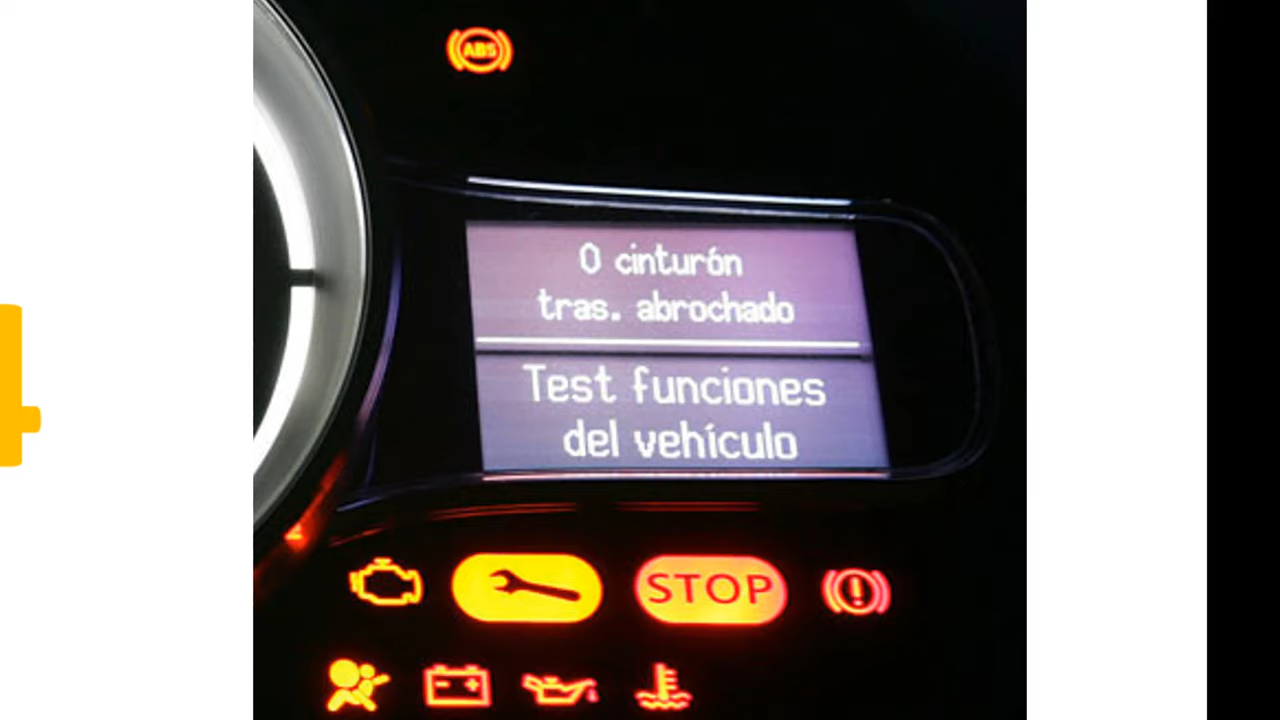 ABS
0 cinturón
tras. abrochado
Test funciones
del vehículo
STOP